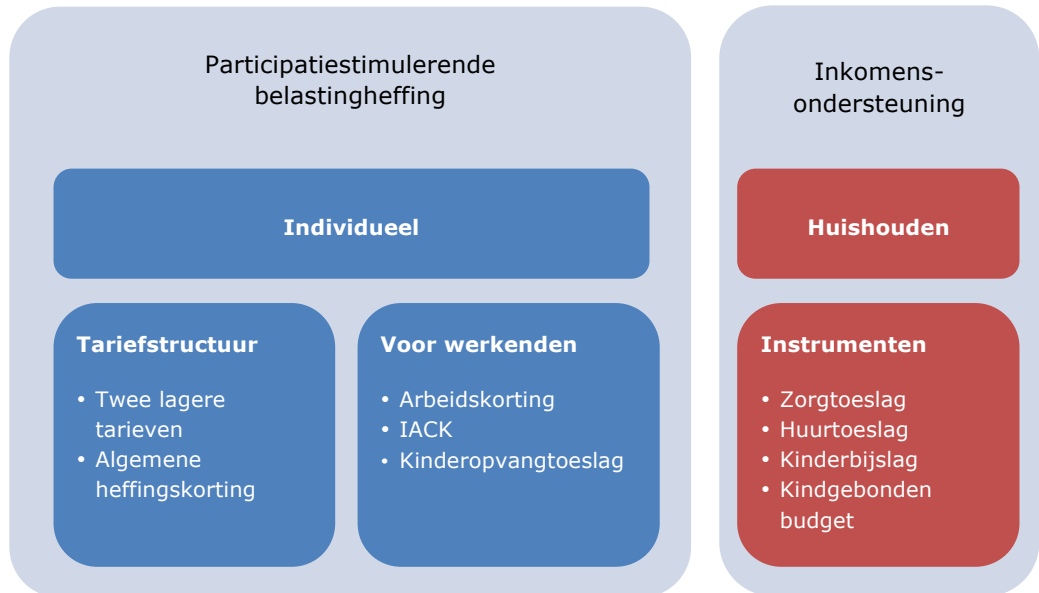 Participatiestimulerende
belastingheffing
Individueel
Tariefstructuur
• Twee lagere
tarieven
• Algemene
heffingskorting
Voor werkenden
• Arbeidskorting
• IACK
• Kinderopvangtoeslag
Inkomens-
ondersteuning
Huishouden
Instrumenten
• Zorgtoeslag
• Huurtoeslag
• Kinderbijslag
• Kindgebonden
budget